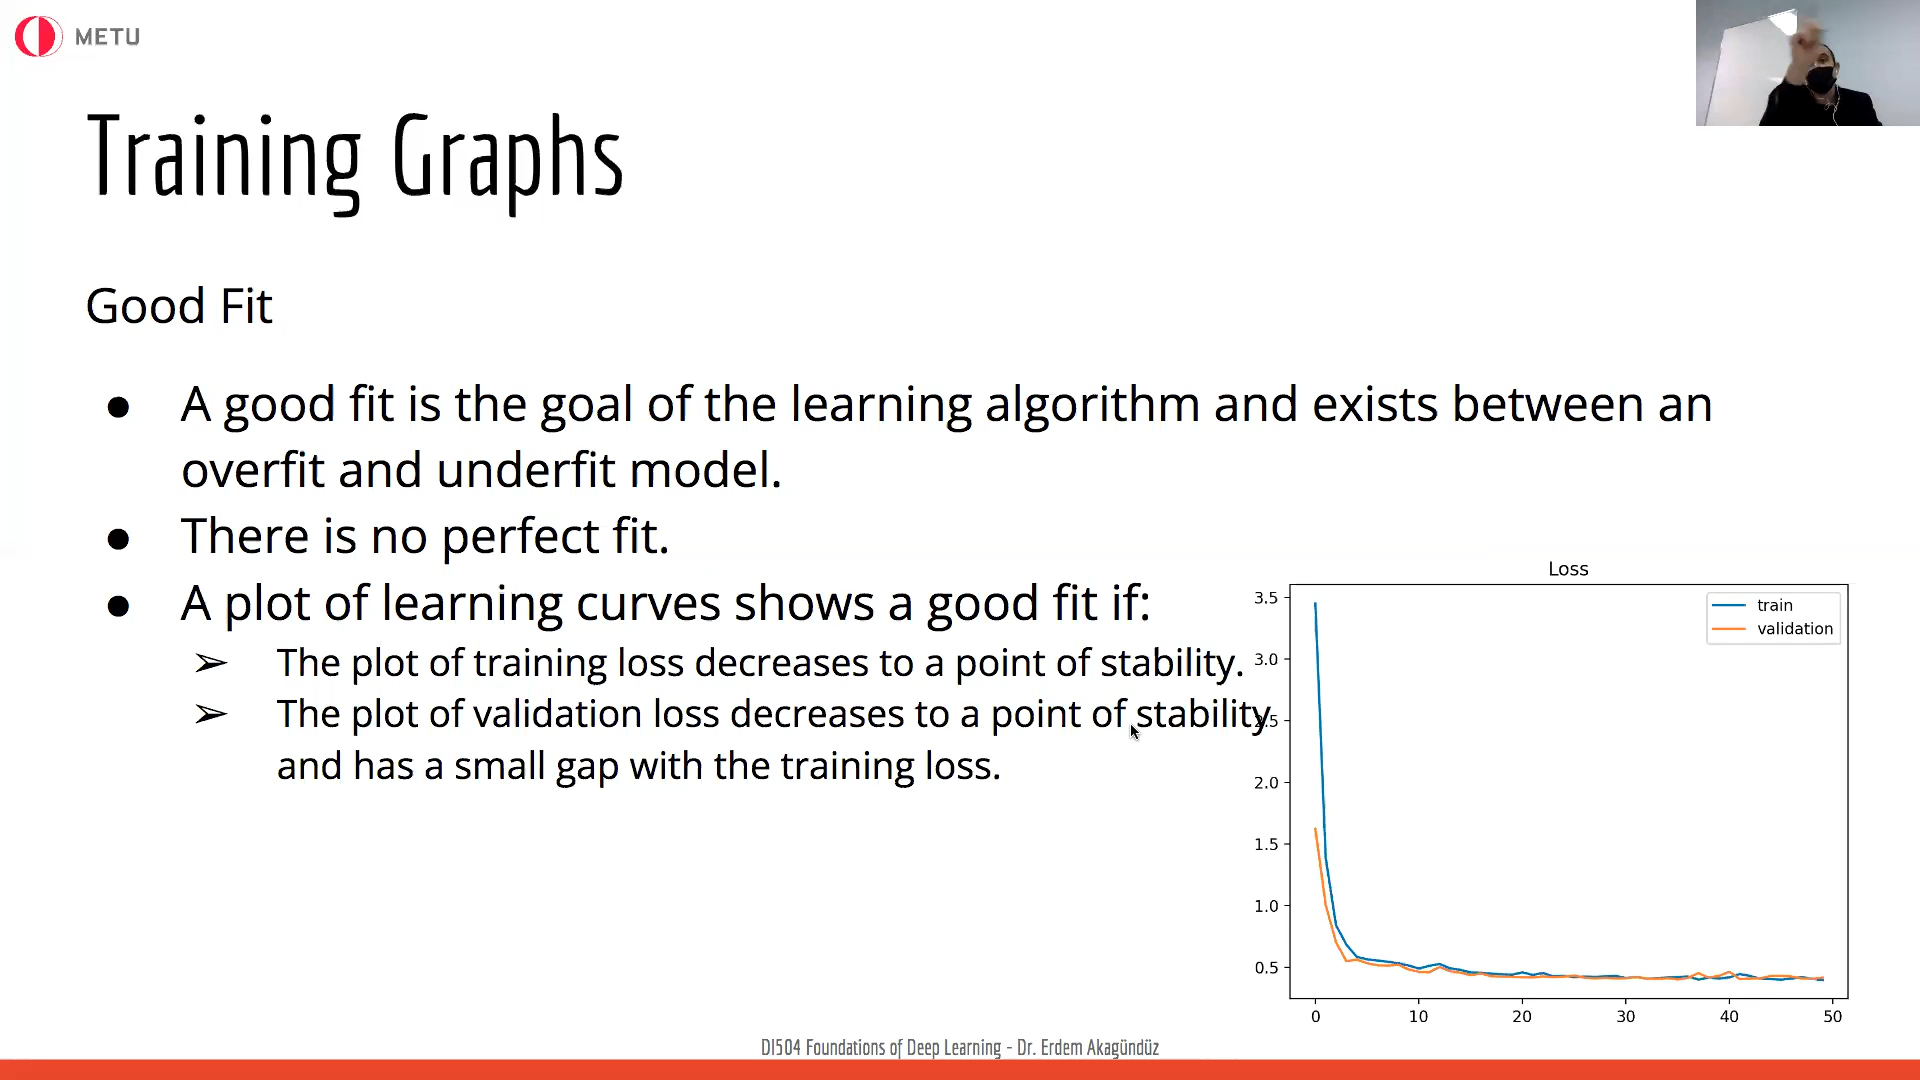 METU
Training Graphs
Good Fit
● A good fit is the goal of the learning algorithm and exists between an
overfit and underfit model.
● There is no perfect fit.
● A plot of learning curves shows a good fit if:
➢ The plot of training loss decreases to a point of stability.
➢ The plot of validation loss decreases to a point of stability
and has a small gap with the training loss.
Loss
train
validation
3.5
3.0
2.5
2.0
1.5
1.0
0.5
0 10 20 30 40 50
DI504 Foundations of Deep Learning - Dr. Erdem Akagündüz